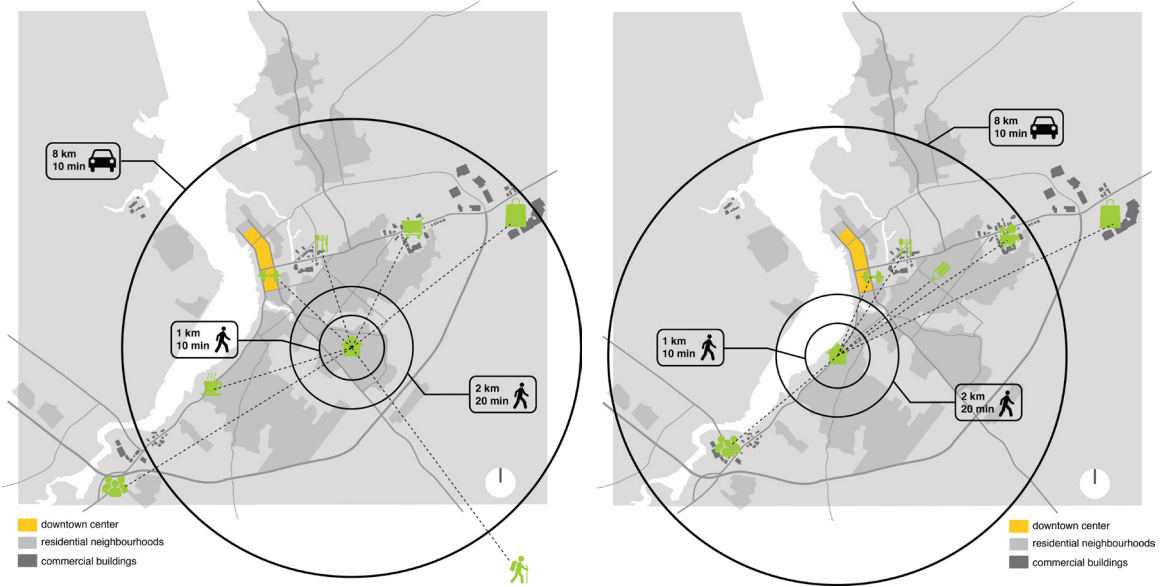 8 km
10 min
1 km
10 min
2 km
20 min
downtown center
residential neighbourhoods
commercial buildings
8 km
10 min
1 km
10 min
2 km
20 min
downtown center
residential neighbourhoods
commercial buildings